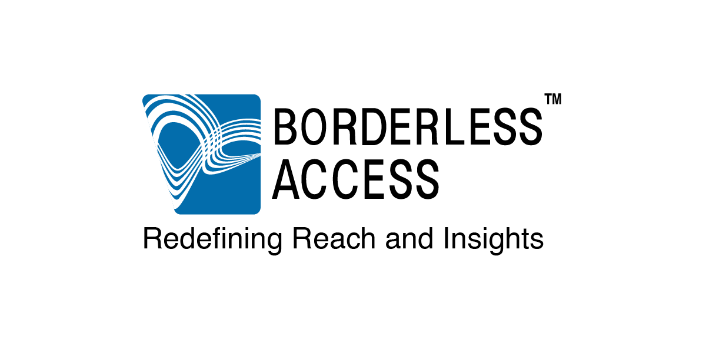 BORDERLESS™
ACCESS
Redefining Reach and Insights